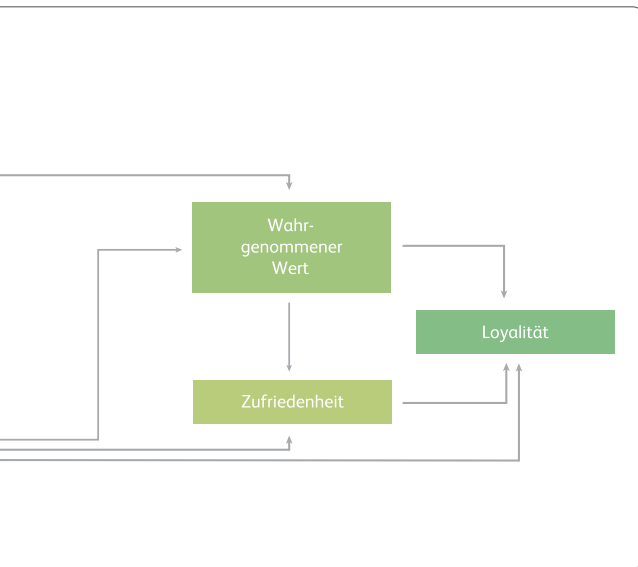 Wahr-
genommener
Wert
Loyalität
Zufriedenheit